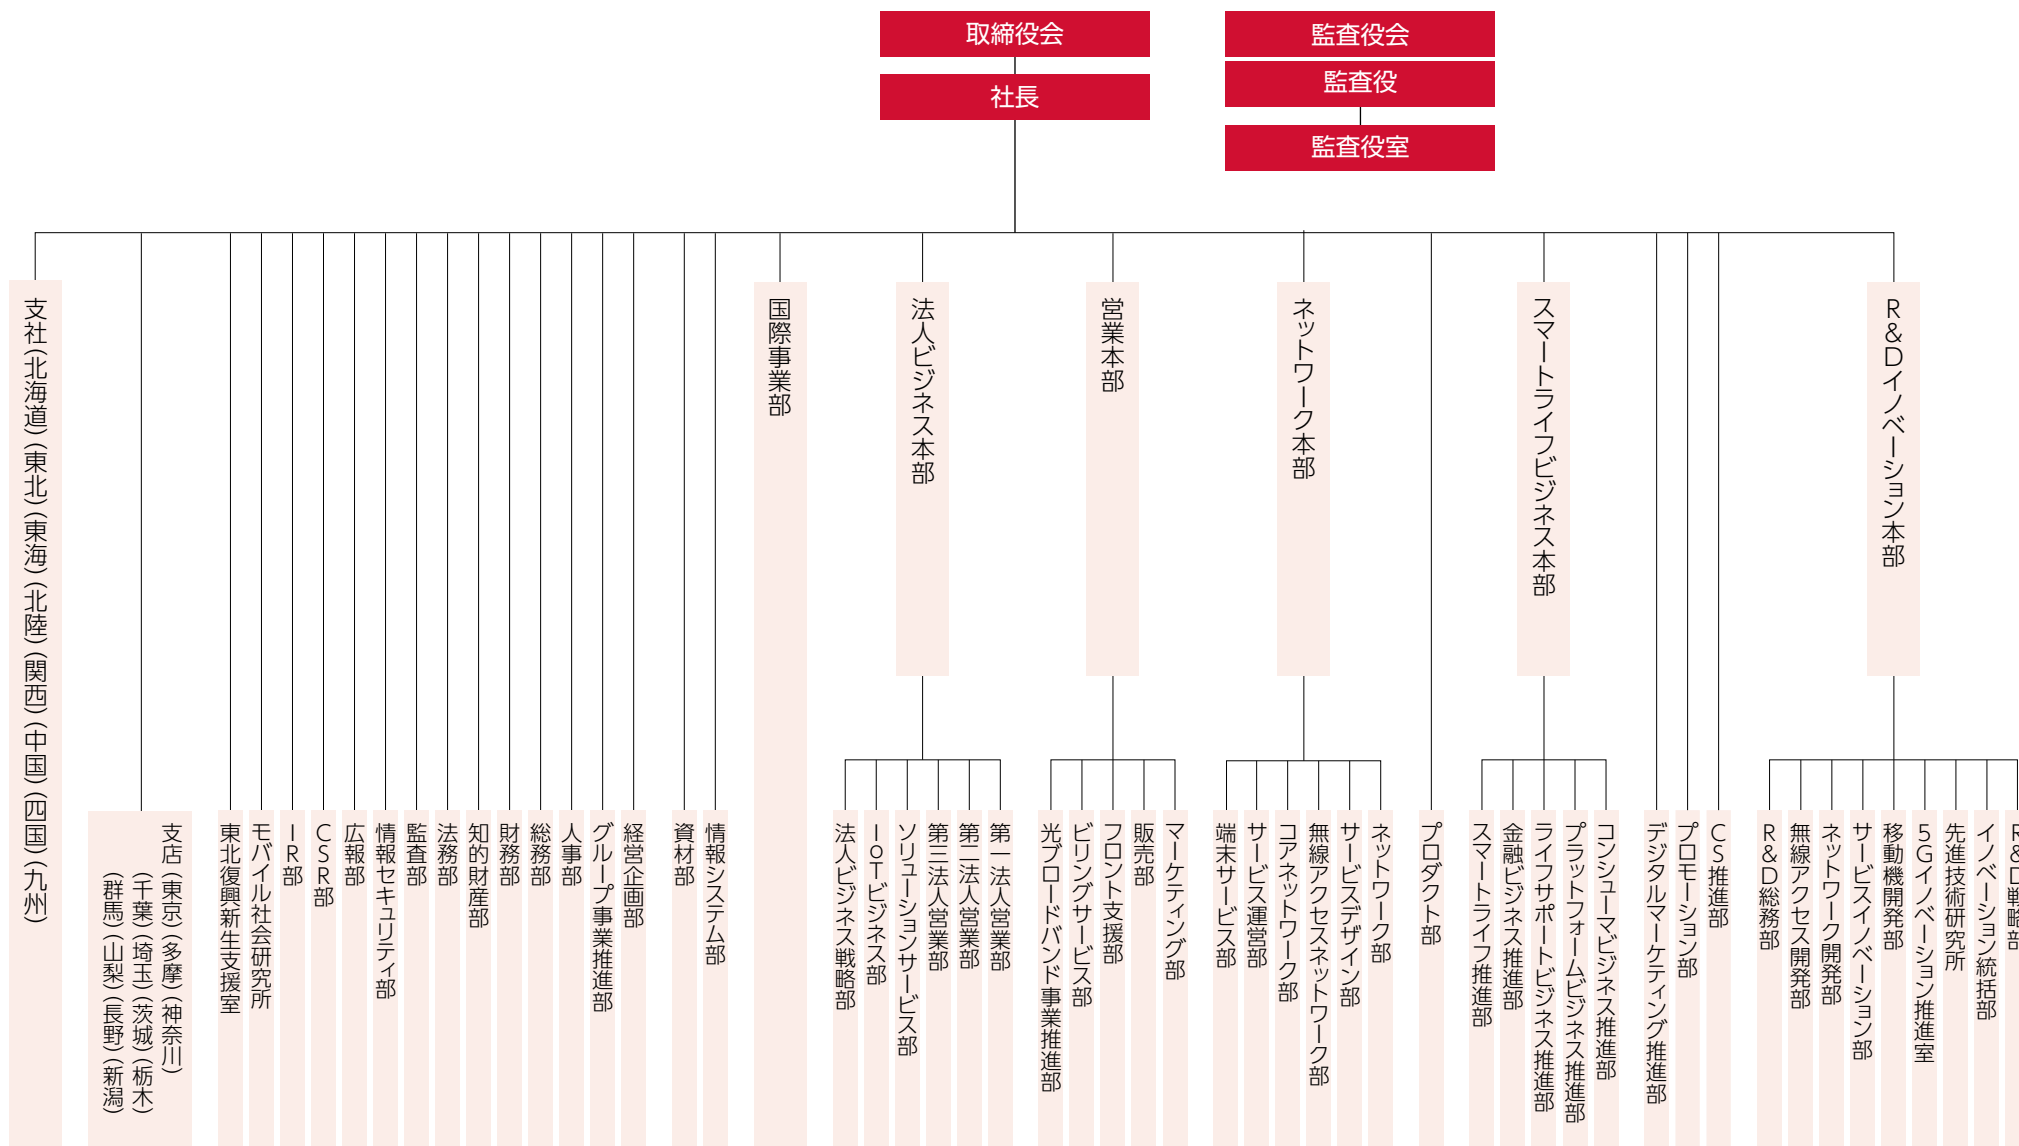 取締役会
社長
監査役会
監査役
監査役室
支社(北海道)(東北)(東海)(北陸)(関西)(中国)(四国)(九州)
国際事業部
法人ビジネス本部
営業本部
ネットワーク本部
スマートライフビジネス本部
R&Dイノベーション本部
支店(東京)(多摩)(神奈川)
(千葉)(埼玉)(茨城)(栃木)
(群馬)(山梨)(長野)(新潟)
東北復興新生支援室
モバイル社会研究所
IR部
CSR部
広報部
情報セキュリティ部
監査部
法務部
知的財産部
財務部
総務部
人事部
グループ事業推進部
経営企画部
資材部
情報システム部
法人ビジネス戦略部
IoTビジネス部
ソリューションサービス部
第三法人営業部
第二法人営業部
第一法人営業部
光ブロードバンド事業推進部
ビリングサービス部
フロント支援部
販売部
マーケティング部
端末サービス部
サービス運営部
コアネットワーク部
無線アクセスネットワーク部
サービスデザイン部
ネットワーク部
プロダクト部
スマートライフ推進部
金融ビジネス推進部
ライフサポートビジネス推進部
プラットフォームビジネス推進部
コンシューマビジネス推進部
デジタルマーケティング推進部
プロモーション部
CS推進部
R&D総務部
無線アクセス開発部
ネットワーク開発部
サービスイノベーション部
移動機開発部
5Gイノベーション推進室
先進技術研究所
イノベーション統括部
R&D戦略部